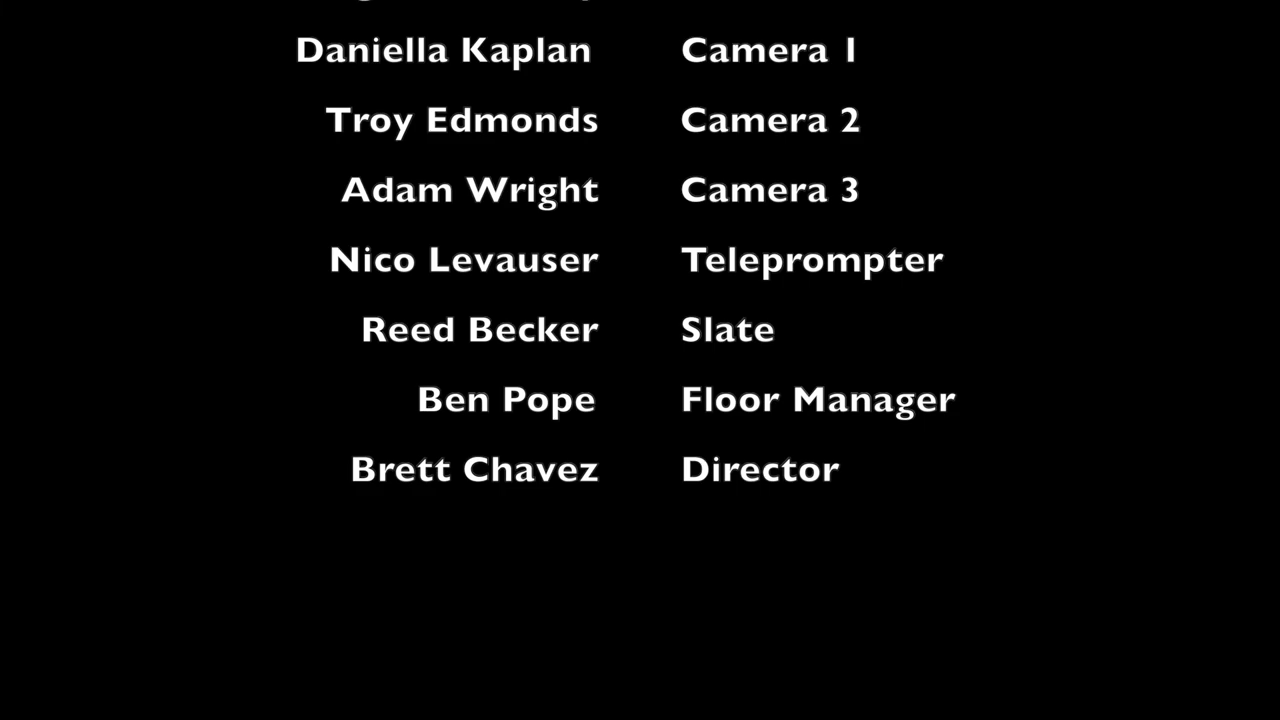 Daniella Kaplan Camera 1
Troy Edmonds Camera 2
Adam Wright Camera 3
Nico Levauser Teleprompter
Reed Becker Slate
Ben Pope Floor Manager
Brett Chavez Director